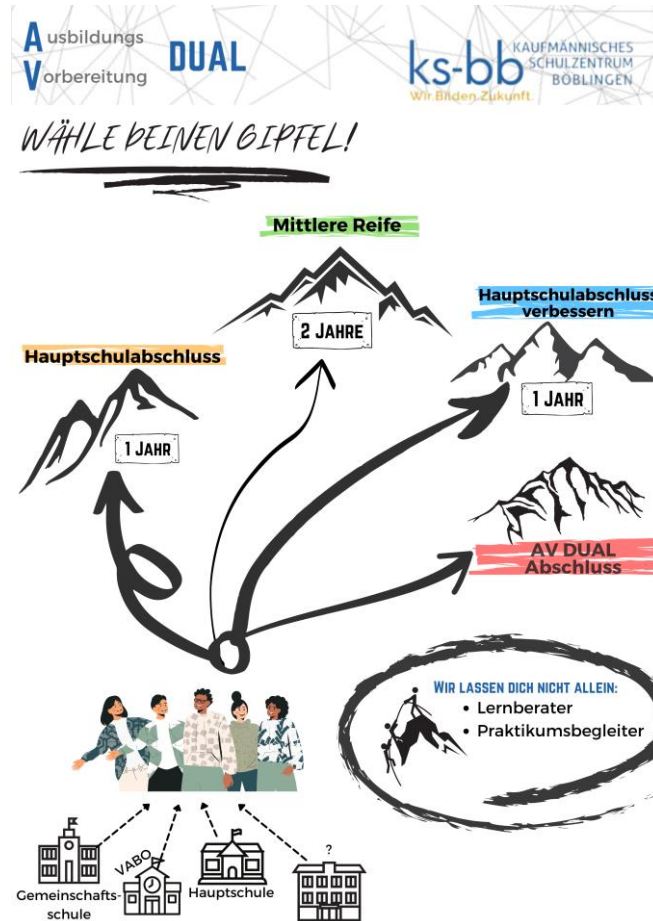 Ausbildungs
Vorbereitung
DUAL
ks-bb
Wir.Bilden.Zukunft.
KAUFMÄNNISCHES
SCHULZENTRUM
BÖBLINGEN
WÄHLE DEINEN GIPFEL!
Mittlere Reife
2 JAHRE
Hauptschulabschluss
verbessern
1 JAHR
Hauptschulabschluss
1 JAHR
AV DUAL
Abschluss
WIR LASSEN DICH NICHT ALLEIN:
• Lernberater
• Praktikumsbegleiter
Gemeinschafts-
schule
VABO
Hauptschule
?